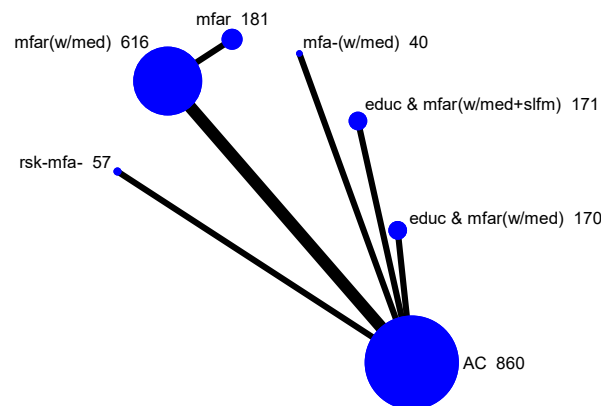 mfar  181
mfar(w/med)  616
mfa-(w/med)  40
educ & mfar(w/med+slfm)  171
rsk-mfa-  57
educ & mfar(w/med)  170
AC  860